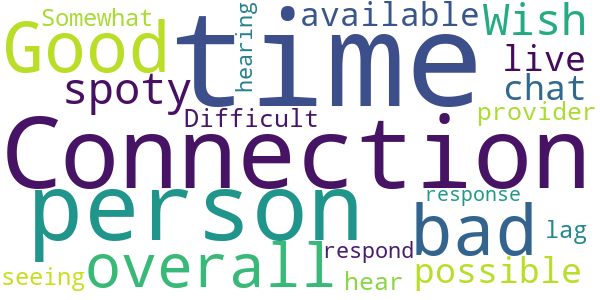 Somewhat
Good
time
hearing
available
Wish
live
spoty
chat
provider
Difficult
Connection
person
response
bad
lag
respond
overall
seeing
hear
possible